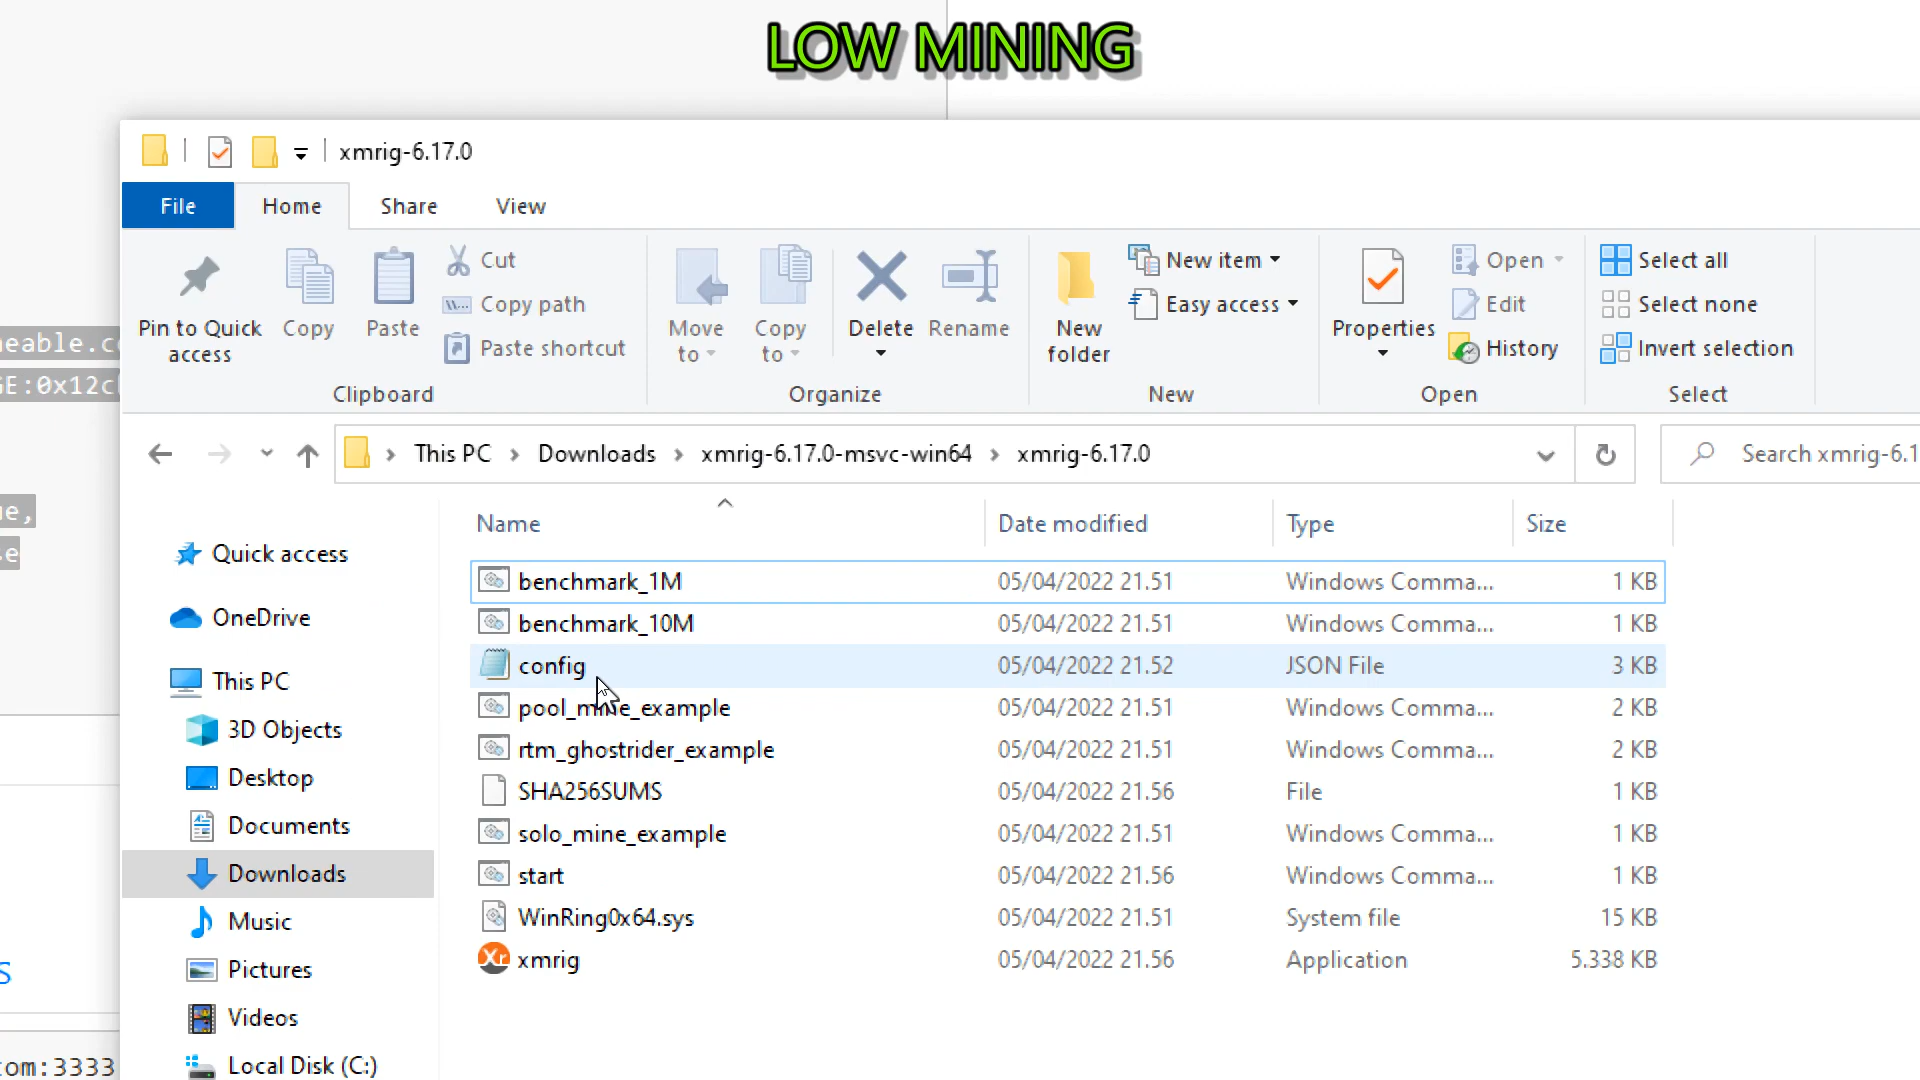 LOW MINING
xmrig-6.17.0
File Home Share View
Pin to Quick access
Copy
Paste
Cut
Copy path
Paste shortcut
Clipboard
Move to
Copy to
Delete
Rename
Organize
New folder
New item
Easy access
New
Properties
Open
Edit
History
Open
Select all
Select none
Invert selection
Select
This PC > Downloads > xmrig-6.17.0-msvc-win64 > xmrig-6.17.0
Search xmrig-6.1
Name Date modified Type Size
benchmark_1M 05/04/2022 21.51 Windows Comma... 1 KB
benchmark_10M 05/04/2022 21.51 Windows Comma... 1 KB
config 05/04/2022 21.52 JSON File 3 KB
pool_mine_example 05/04/2022 21.51 Windows Comma... 2 KB
rtm_ghostrider_example 05/04/2022 21.51 Windows Comma... 2 KB
SHA256SUMS 05/04/2022 21.56 File 1 KB
solo_mine_example 05/04/2022 21.51 Windows Comma... 1 KB
start 05/04/2022 21.56 Windows Comma... 1 KB
WinRing0x64.sys 05/04/2022 21.51 System file 15 KB
xmrig 05/04/2022 21.56 Application 5.338 KB
Quick access
OneDrive
This PC
3D Objects
Desktop
Documents
Downloads
Music
Pictures
Videos
Local Disk (C:)
neable.c
GE:0x12c
ue,
e
S
com:3333